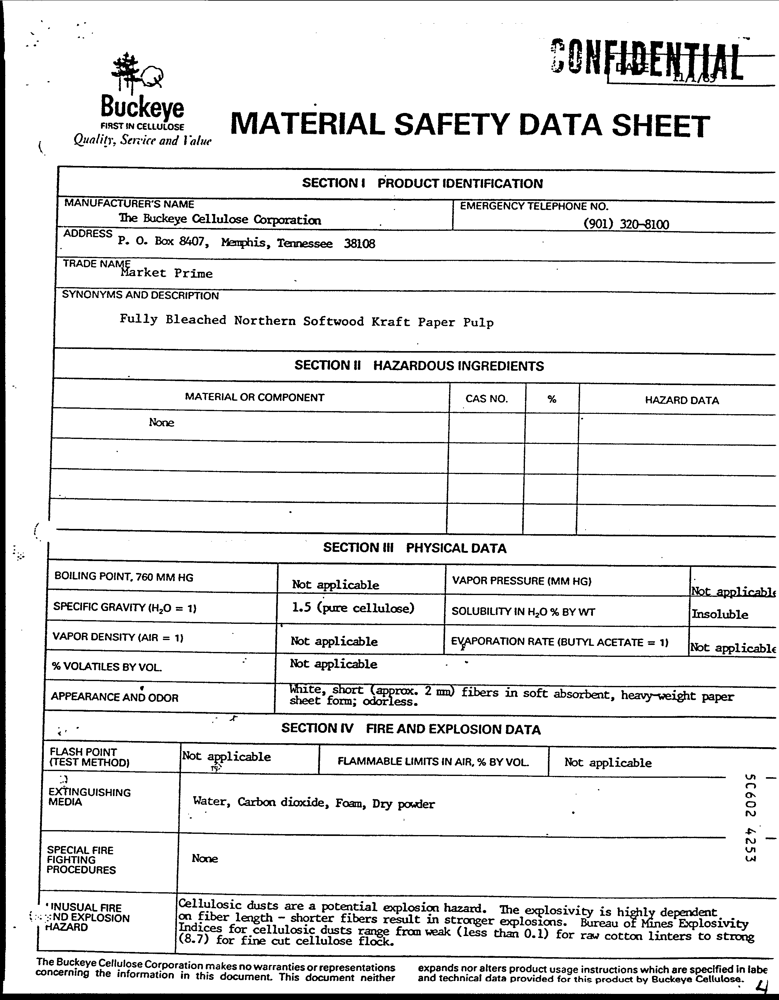 CONFIDENTIAL
DATE
11/1/85
Buckeye
FIRST IN CELLULOSE
Quality, Service and Value
MATERIAL SAFETY DATA SHEET
SECTION I PRODUCT IDENTIFICATION
MANUFACTURER'S NAME
The Buckeye Cellulose Corporation
EMERGENCY TELEPHONE NO.
(901) 320-8100
ADDRESS
P. O. Box 8407, Memphis, Tennessee 38108
TRADE NAME
Market Prime
SYNONYMS AND DESCRIPTION
Fully Bleached Northern Softwood Kraft Paper Pulp
SECTION II HAZARDOUS INGREDIENTS
MATERIAL OR COMPONENT CAS NO. % HAZARD DATA
None
SECTION III PHYSICAL DATA
BOILING POINT, 760 MM HG Not applicable VAPOR PRESSURE (MM HG) Not applicable
SPECIFIC GRAVITY (H₂O = 1) 1.5 (pure cellulose) SOLUBILITY IN H₂O % BY WT Insoluble
VAPOR DENSITY (AIR = 1) Not applicable EVAPORATION RATE (BUTYL ACETATE = 1) Not applicable
% VOLATILES BY VOL. Not applicable
APPEARANCE AND ODOR
White, short (approx. 2 mm) fibers in soft absorbent, heavy-weight paper
sheet form; odorless.
SECTION IV FIRE AND EXPLOSION DATA
FLASH POINT
(TEST METHOD)
Not applicable
FLAMMABLE LIMITS IN AIR, % BY VOL.
Not applicable
EXTINGUISHING
MEDIA
Water, Carbon dioxide, Foam, Dry powder
SPECIAL FIRE
FIGHTING
PROCEDURES
None
INUSUAL FIRE
ND EXPLOSION
HAZARD
Cellulosic dusts are a potential explosion hazard. The explosivity is highly dependent
on fiber length - shorter fibers result in stronger explosions. Bureau of Mines Explosivity
Indices for cellulosic dusts range from weak (less than 0.1) for raw cotton linters to strong
(8.7) for fine cut cellulose flock.
50602 4253
The Buckeye Cellulose Corporation makes no warranties or representations
concerning the information in this document. This document neither
expands nor alters product usage instructions which are specified in labe
and technical data provided for this product by Buckeye Cellulose.
4